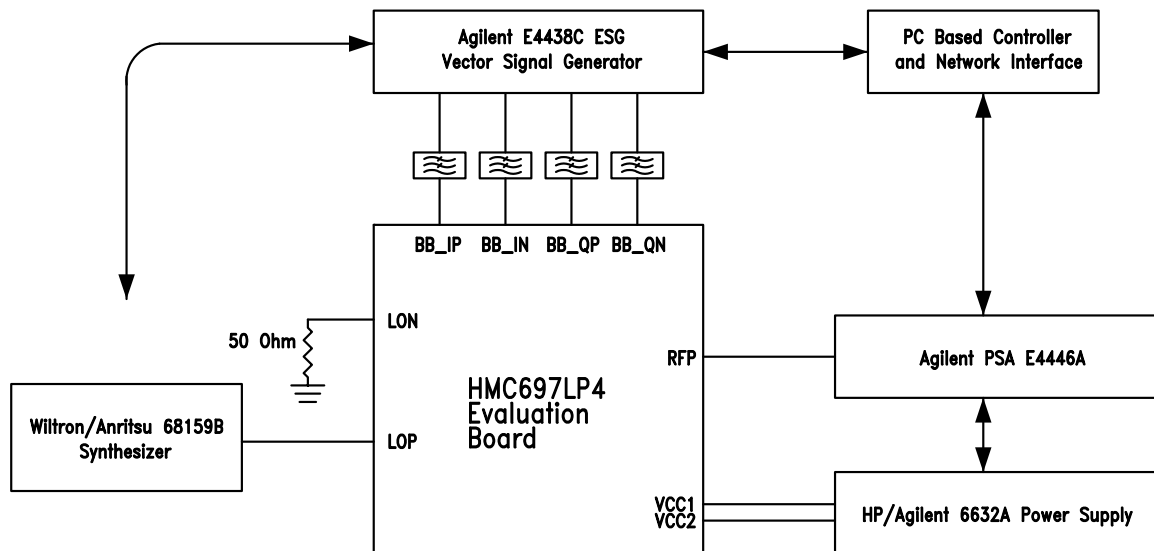 Agilent E4438C ESG
Vector Signal Generator
PC Based Controller
and Network Interface
BB_IP BB_IN BB_QP BB_QN
LON
50 Ohm
RFP
Agilent PSA E4446A
HMC697LP4
Evaluation
Board
Wiltron/Anritsu 68159B
Synthesizer
LOP
VCC1
VCC2
HP/Agilent 6632A Power Supply